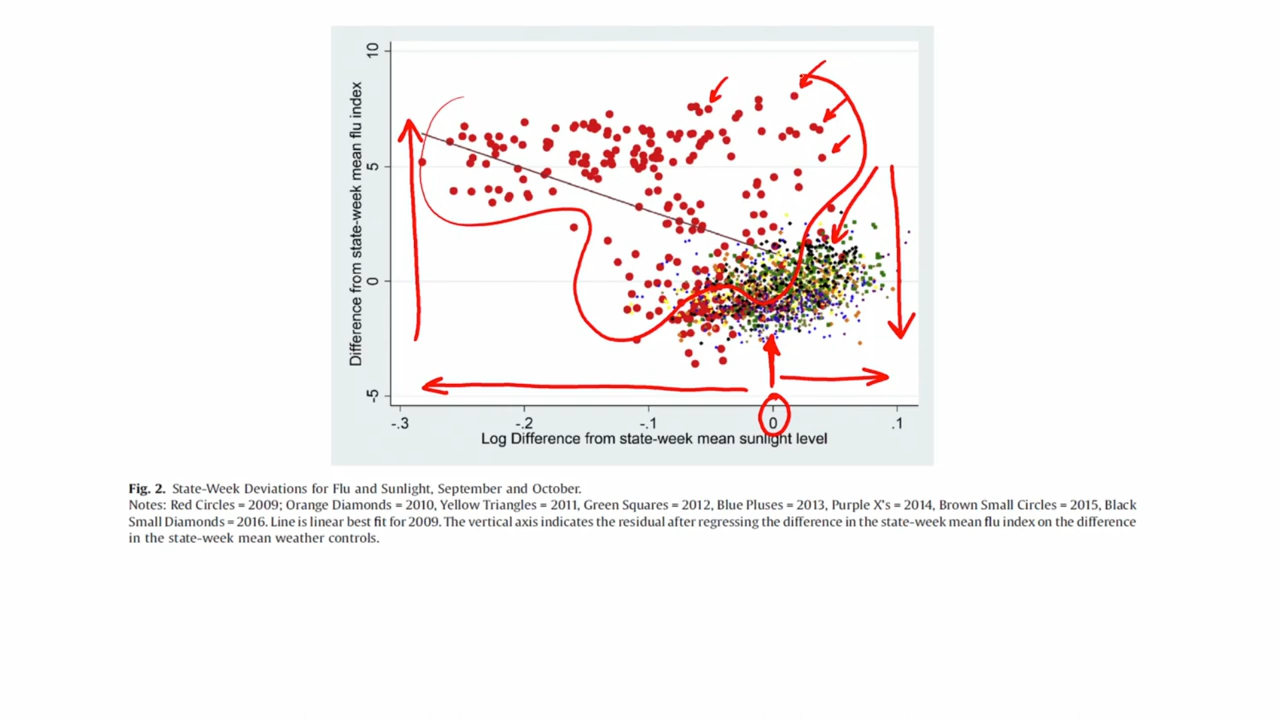 10
5
0
-5
Difference from state-week mean flu index
-.3 -.2 -.1 0 .1
Log Difference from state-week mean sunlight level
Fig. 2. State-Week Deviations for Flu and Sunlight, September and October.
Notes: Red Circles = 2009; Orange Diamonds = 2010, Yellow Triangles = 2011, Green Squares = 2012, Blue Pluses = 2013, Purple X's = 2014, Brown Small Circles = 2015, Black
Small Diamonds = 2016. Line is linear best fit for 2009. The vertical axis indicates the residual after regressing the difference in the state-week mean flu index on the difference
in the state-week mean weather controls.